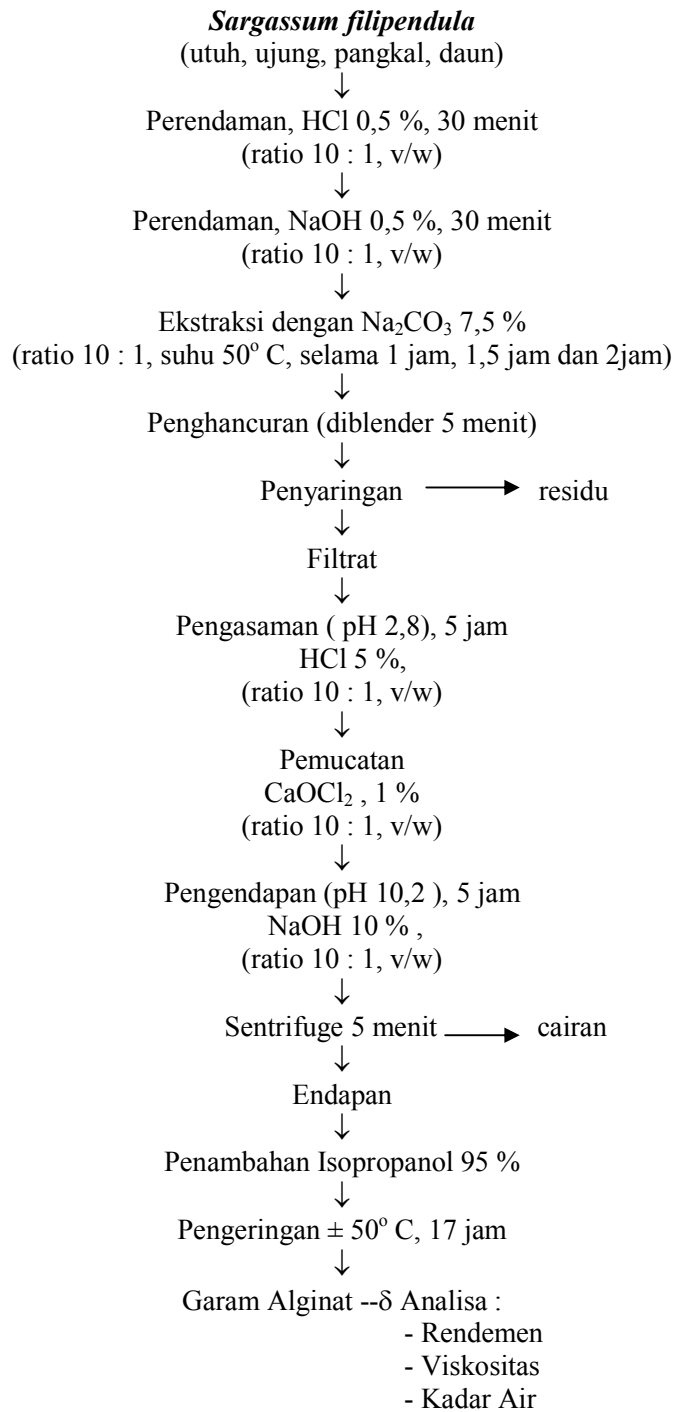 Sargassum filipendula
(utuh, ujung, pangkal, daun)
↓
Perendaman, HCl 0,5 %, 30 menit
(ratio 10 : 1, v/w)
↓
Perendaman, NaOH 0,5 %, 30 menit
(ratio 10 : 1, v/w)
↓
Ekstraksi dengan Na₂CO₃ 7,5 %
(ratio 10 : 1, suhu 50° C, selama 1 jam, 1,5 jam dan 2jam)
↓
Penghancuran (diblender 5 menit)
↓
Penyaringan → residu
↓
Filtrat
↓
Pengasaman ( pH 2,8), 5 jam
HCl 5 %,
(ratio 10 : 1, v/w)
↓
Pemucatan
CaOCl₂ , 1 %
(ratio 10 : 1, v/w)
↓
Pengendapan (pH 10,2 ), 5 jam
NaOH 10 % ,
(ratio 10 : 1, v/w)
↓
Sentrifuge 5 menit → cairan
↓
Endapan
↓
Penambahan Isopropanol 95 %
↓
Pengeringan ± 50° C, 17 jam
↓
Garam Alginat --δ Analisa :
- Rendemen
- Viskositas
- Kadar Air